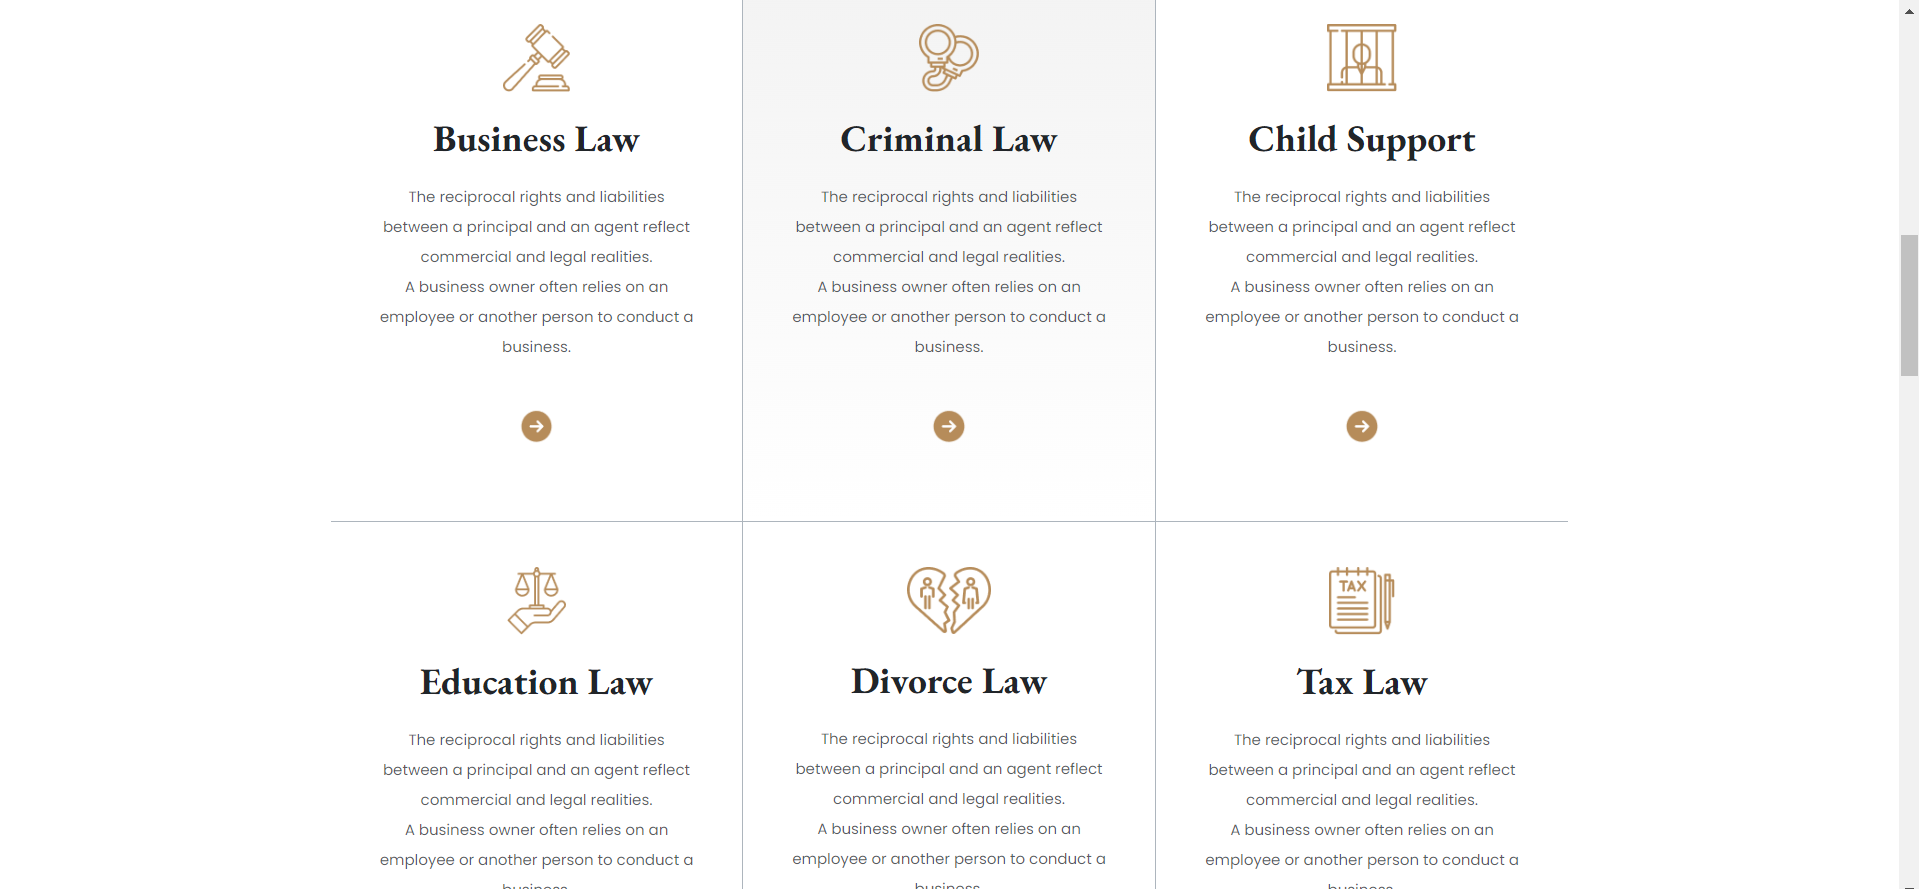 Business Law
The reciprocal rights and liabilities
between a principal and an agent reflect
commercial and legal realities.
A business owner often relies on an
employee or another person to conduct a
business.
Criminal Law
The reciprocal rights and liabilities
between a principal and an agent reflect
commercial and legal realities.
A business owner often relies on an
employee or another person to conduct a
business.
Child Support
The reciprocal rights and liabilities
between a principal and an agent reflect
commercial and legal realities.
A business owner often relies on an
employee or another person to conduct a
business.
Education Law
The reciprocal rights and liabilities
between a principal and an agent reflect
commercial and legal realities.
A business owner often relies on an
employee or another person to conduct a
business.
Divorce Law
The reciprocal rights and liabilities
between a principal and an agent reflect
commercial and legal realities.
A business owner often relies on an
employee or another person to conduct a
business.
TAX
Tax Law
The reciprocal rights and liabilities
between a principal and an agent reflect
commercial and legal realities.
A business owner often relies on an
employee or another person to conduct a
business.